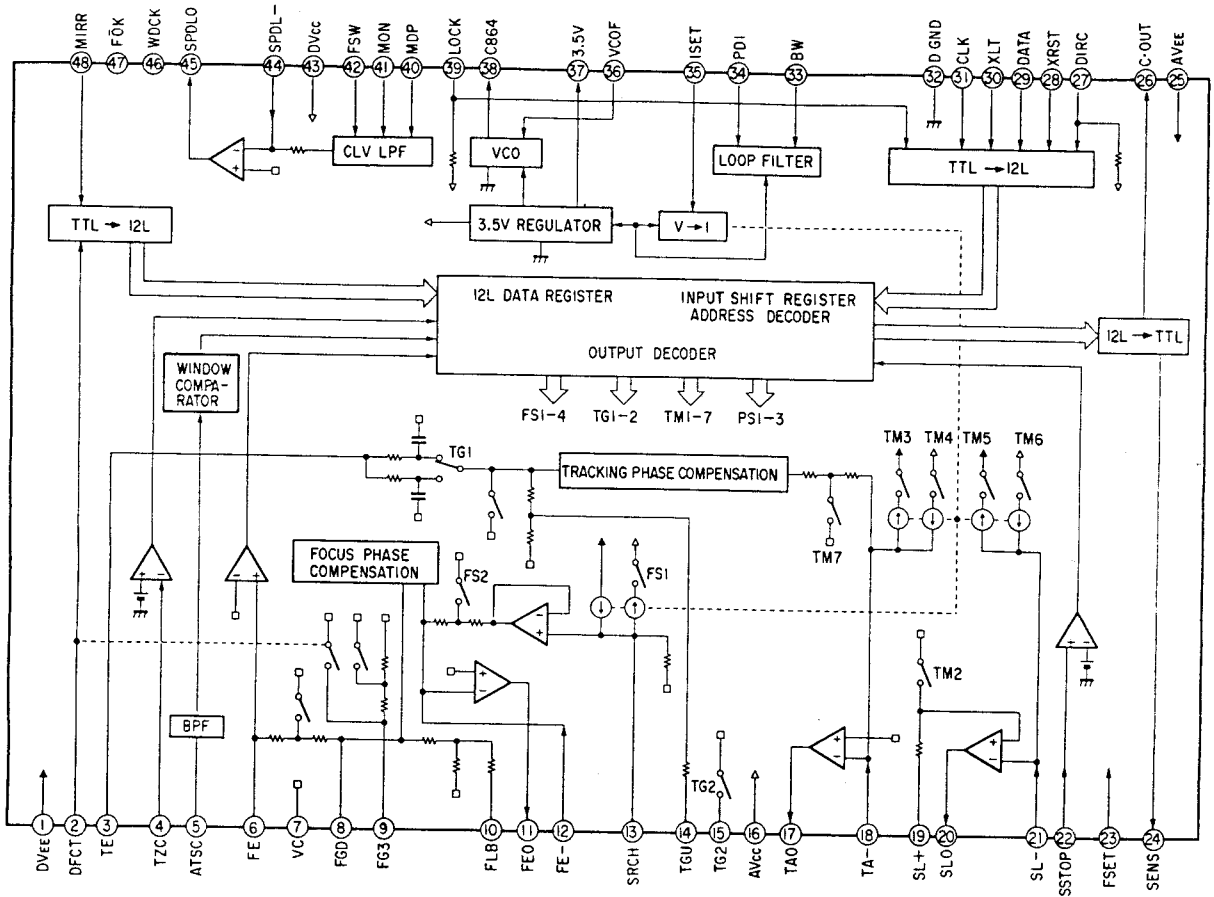 MIRR
F̄OK
WDCK
SPDLO
SPDL-
DVcc
FSW
MON
MDP
LOCK
C864
3.5V
VCOF
ISET
PDI
BW
D GND
CLK
XLT
DATA
XRST
DIRC
C-OUT
AVEE
48
47
46
45
44
43
42
41
40
39
38
37
36
35
34
33
32
31
30
29
28
27
26
25
CLV LPF
VCO
LOOP FILTER
TTL → 12L
TTL → 12L
3.5V REGULATOR
V → I
12L DATA REGISTER
INPUT SHIFT REGISTER
ADDRESS DECODER
OUTPUT DECODER
12L → TTL
WINDOW
COMPA-
RATOR
FS1-4
TG1-2
TM1-7
PS1-3
TG1
TRACKING PHASE COMPENSATION
TM7
TM3
TM4
TM5
TM6
FOCUS PHASE
COMPENSATION
FS2
FS1
TM2
BPF
TG2
1
2
3
4
5
6
7
8
9
10
11
12
13
14
15
16
17
18
19
20
21
22
23
24
DVEE
DFCT
TE
TZC
ATSC
FE
VC
FGD
FG3
FLB
FEO
FE-
SRCH
TGU
TG2
AVcc
TAO
TA-
SL+
SLO
SL-
SSTOP
FSET
SENS